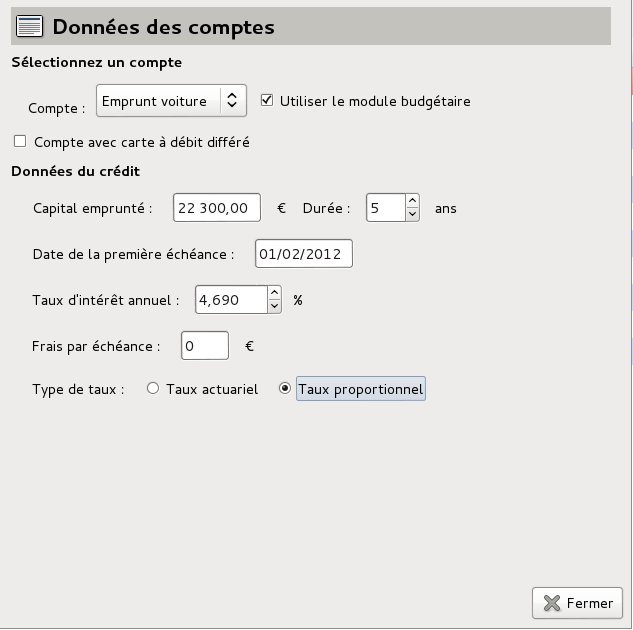 Données des comptes
Sélectionnez un compte
Compte : Emprunt voiture Utiliser le module budgétaire
Compte avec carte à débit différé
Données du crédit
Capital emprunté : 22 300,00 € Durée : 5 ans
Date de la première échéance : 01/02/2012
Taux d'intérêt annuel : 4,690 %
Frais par échéance : 0 €
Type de taux : Taux actuariel Taux proportionnel
Fermer